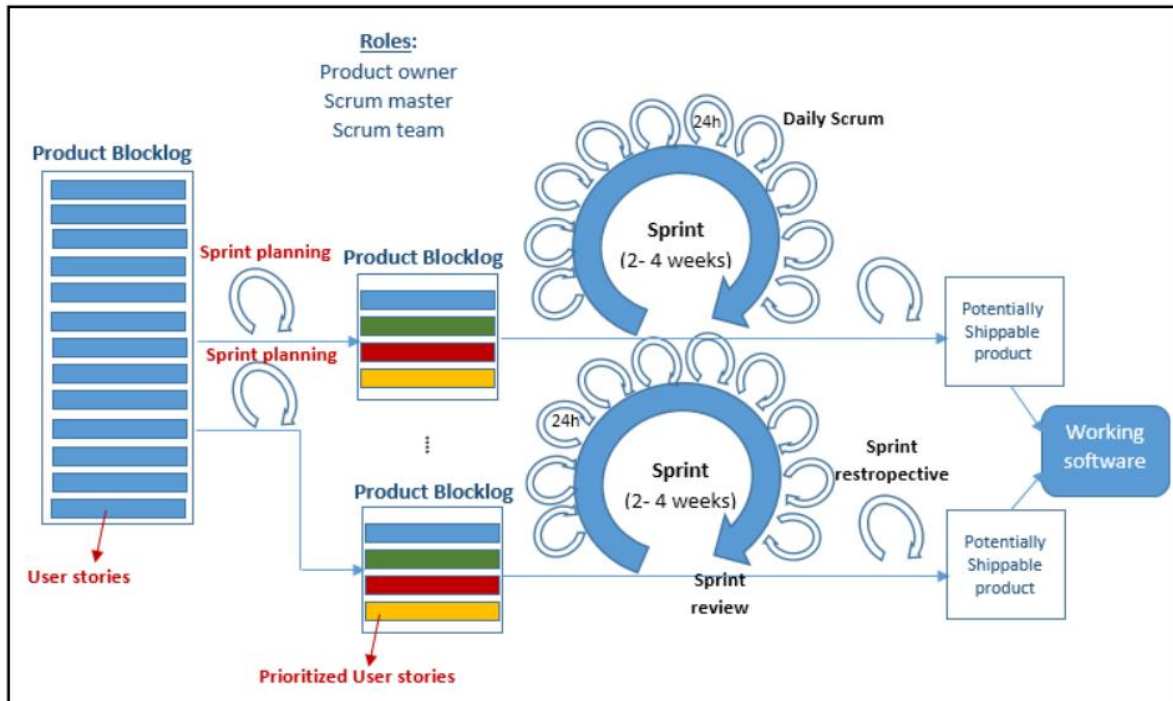 Roles:
Product owner
Scrum master
Scrum team
Product Blocklog
24h
Daily Scrum
Sprint planning
Product Blocklog
Sprint
(2- 4 weeks)
Potentially
Shippable
product
Sprint planning
24h
Sprint
(2- 4 weeks)
Sprint
restropective
Working
software
Product Blocklog
Potentially
Shippable
product
User stories
Sprint
review
Prioritized User stories